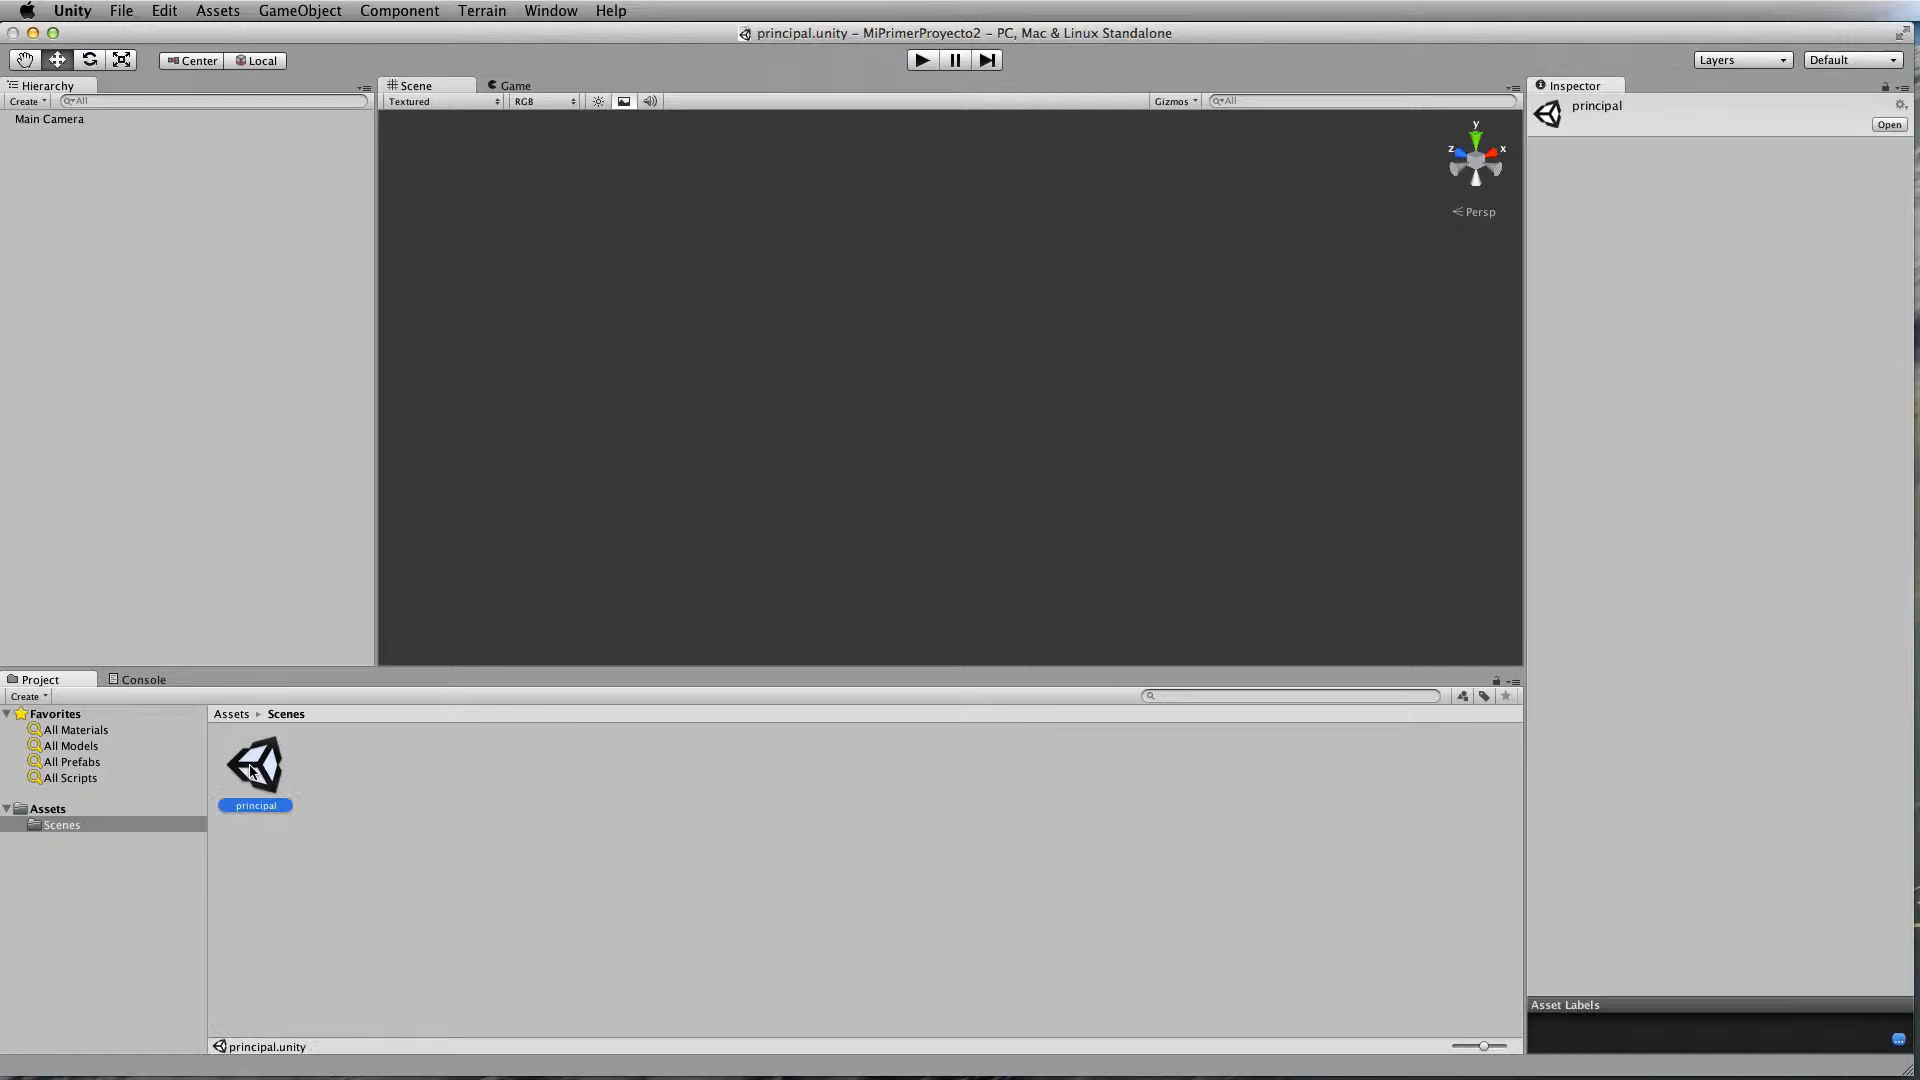 Unity File Edit Assets GameObject Component Terrain Window Help
principal.unity – MiPrimerProyecto2 – PC, Mac & Linux Standalone
Center Local Layers Default
Hierarchy
Create All
Main Camera
Scene Game
Textured RGB Gizmos All
y
z x
Persp
Inspector
principal
Open
Project Console
Create
Favorites
All Materials
All Models
All Prefabs
All Scripts
Assets
Scenes
Assets Scenes
principal
principal.unity
Asset Labels